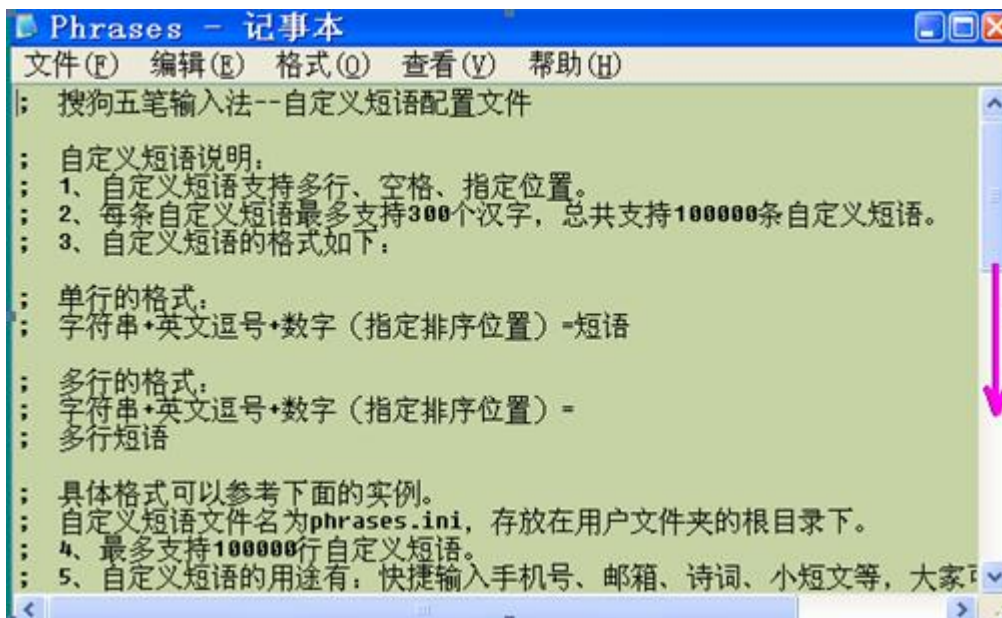 Phrases - 记事本
文件(F) 编辑(E) 格式(O) 查看(V) 帮助(H)
; 搜狗五笔输入法--自定义短语配置文件
; 自定义短语说明:
; 1、自定义短语支持多行、空格、指定位置。
; 2、每条自定义短语最多支持300个汉字，总共支持100000条自定义短语。
; 3、自定义短语的格式如下:
; 单行的格式:
; 字符串+英文逗号+数字（指定排序位置）=短语
; 多行的格式:
; 字符串+英文逗号+数字（指定排序位置）=
; 多行短语
; 具体格式可以参考下面的实例。
; 自定义短语文件名为phrases.ini，存放在用户文件夹的根目录下。
; 4、最多支持100000行自定义短语。
; 5、自定义短语的用途有: 快捷输入手机号、邮箱、诗词、小短文等，大家